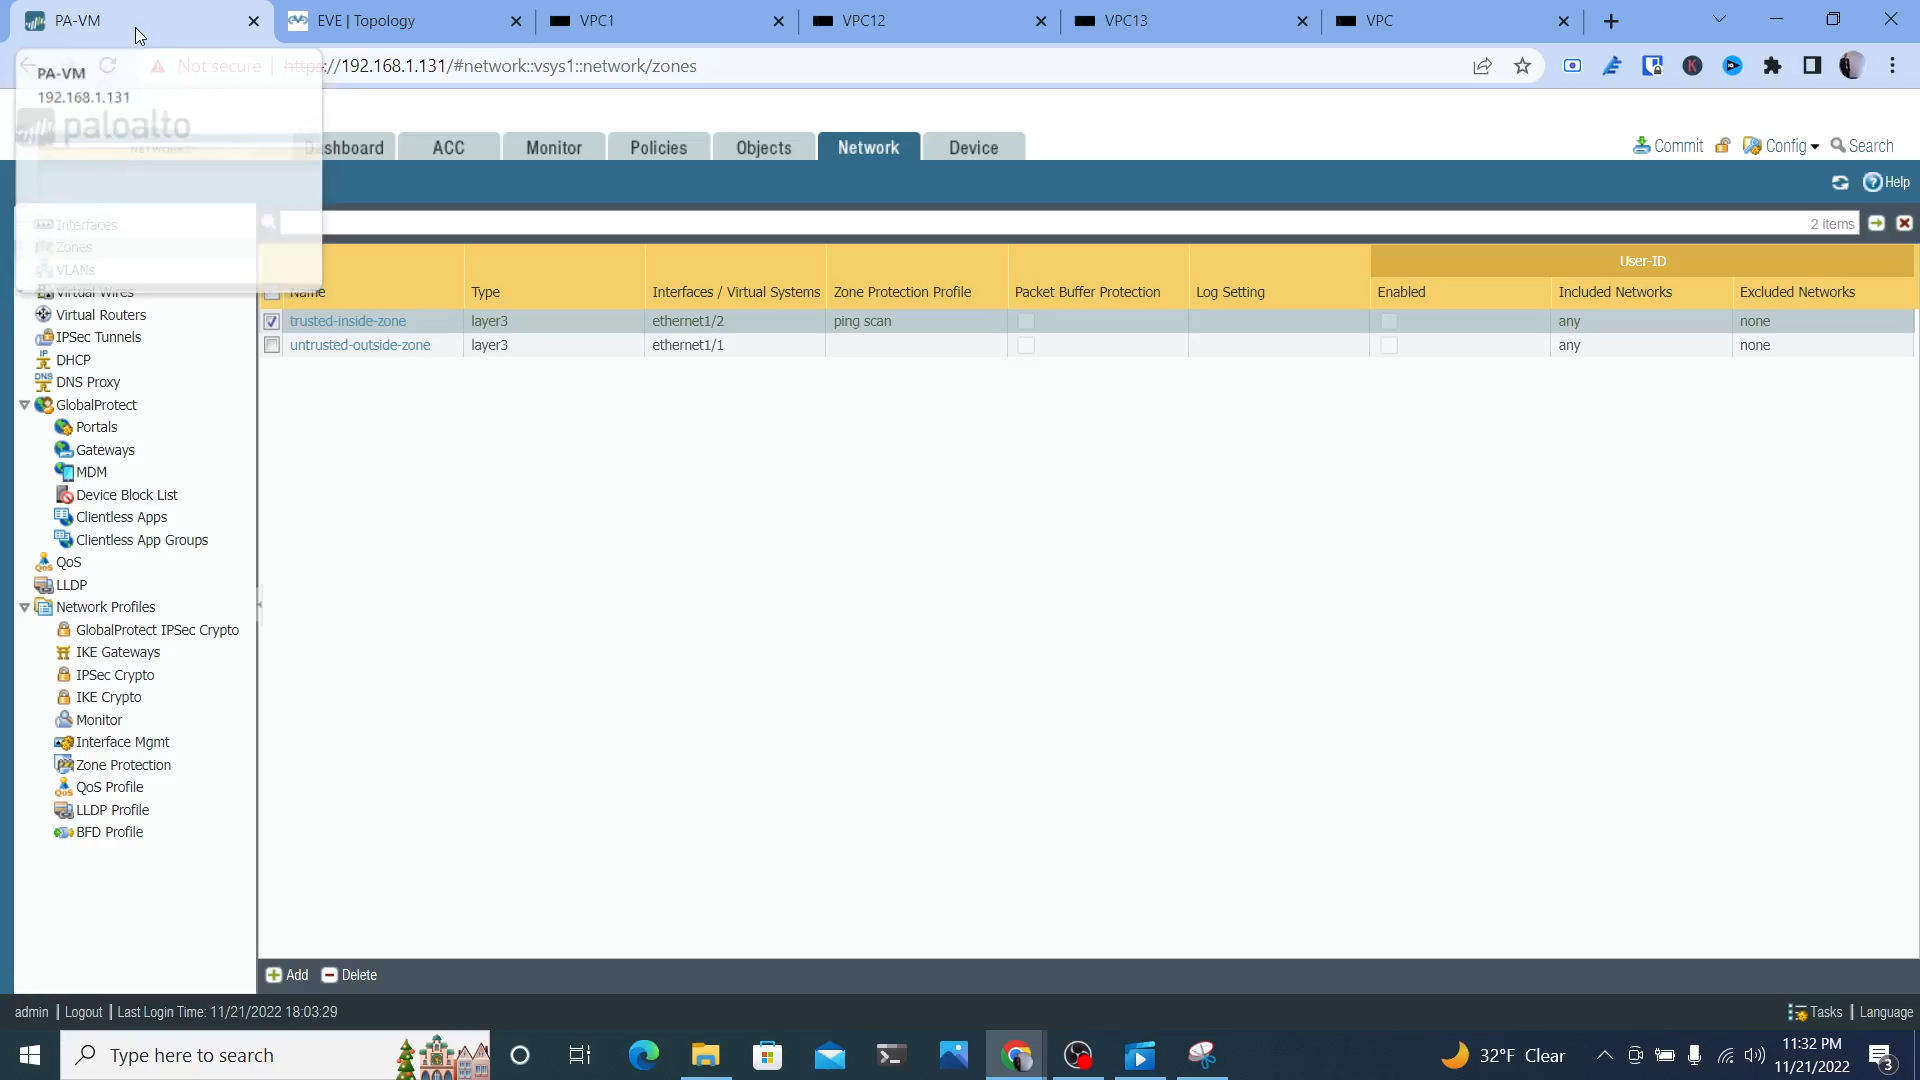 PA-VM
EVE | Topology
VPC1
VPC12
VPC13
VPC
Not secure
https://192.168.1.131/#network::vsys1::network/zones
PA-VM
192.168.1.131
paloalto
NETWORKS
Dashboard
ACC
Monitor
Policies
Objects
Network
Device
Commit
Config
Search
Help
Interfaces
Zones
VLANs
Virtual Wires
Virtual Routers
IPSec Tunnels
DHCP
DNS Proxy
GlobalProtect
Portals
Gateways
MDM
Device Block List
Clientless Apps
Clientless App Groups
QoS
LLDP
Network Profiles
GlobalProtect IPSec Crypto
IKE Gateways
IPSec Crypto
IKE Crypto
Monitor
Interface Mgmt
Zone Protection
QoS Profile
LLDP Profile
BFD Profile
2 items
User-ID
Name
Type
Interfaces / Virtual Systems
Zone Protection Profile
Packet Buffer Protection
Log Setting
Enabled
Included Networks
Excluded Networks
trusted-inside-zone
layer3
ethernet1/2
ping scan
any
none
untrusted-outside-zone
layer3
ethernet1/1
any
none
Add
Delete
admin | Logout | Last Login Time: 11/21/2022 18:03:29
Tasks | Language
Type here to search
32°F Clear
11:32 PM
11/21/2022
3